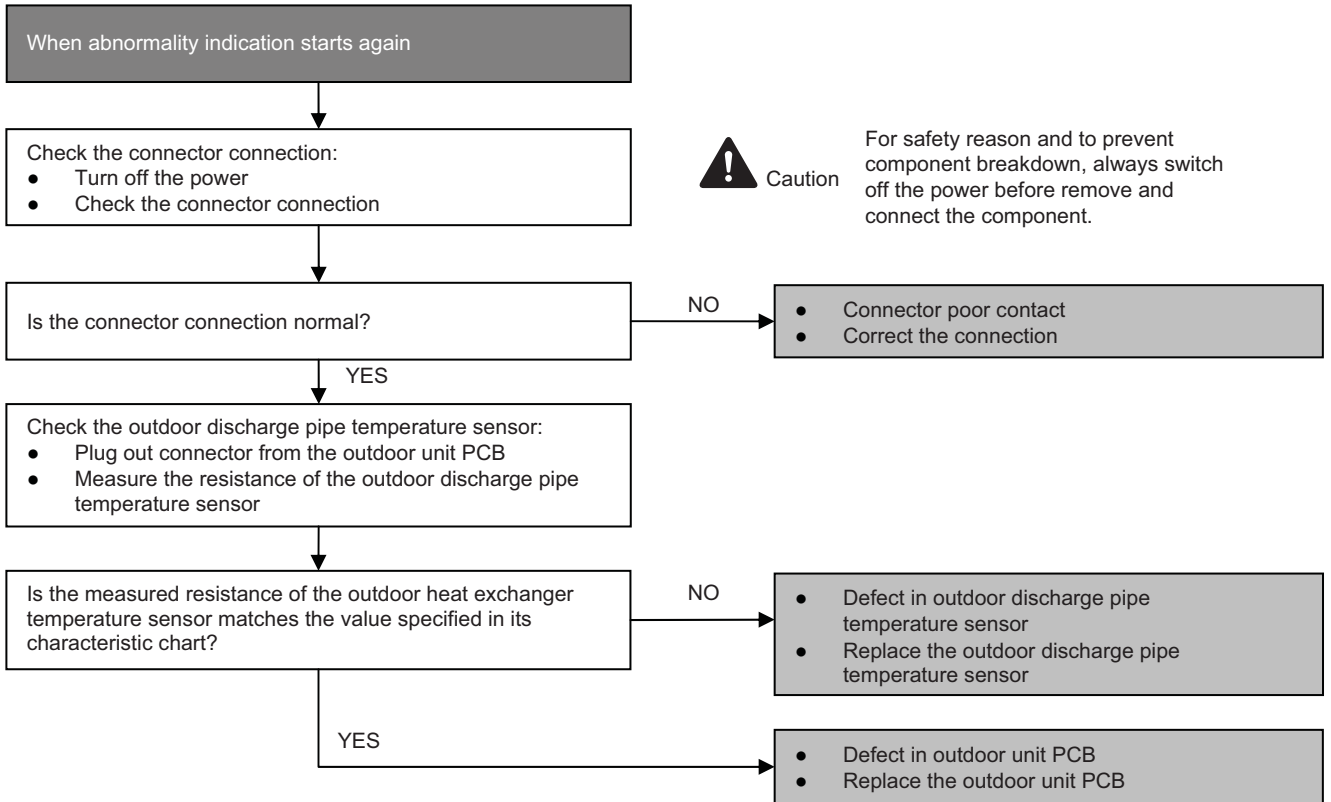 When abnormality indication starts again
Check the connector connection:
● Turn off the power
● Check the connector connection
Caution
For safety reason and to prevent
component breakdown, always switch
off the power before remove and
connect the component.
Is the connector connection normal?
NO
● Connector poor contact
● Correct the connection
YES
Check the outdoor discharge pipe temperature sensor:
● Plug out connector from the outdoor unit PCB
● Measure the resistance of the outdoor discharge pipe
temperature sensor
Is the measured resistance of the outdoor heat exchanger
temperature sensor matches the value specified in its
characteristic chart?
NO
● Defect in outdoor discharge pipe
temperature sensor
● Replace the outdoor discharge pipe
temperature sensor
YES
● Defect in outdoor unit PCB
● Replace the outdoor unit PCB